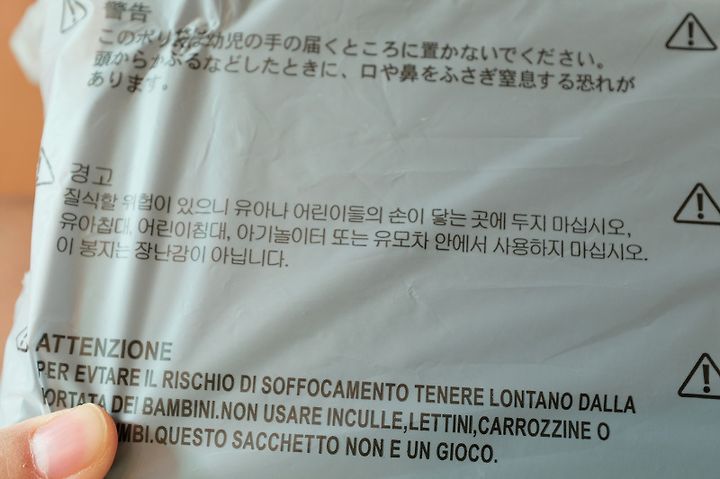 警告
このポリ は幼児の手の届くところに置かないでください。
頭からかぶるなどしたときに、口や鼻をふさぎ窒息する恐れが
あります。
경고
질식할 위험이 있으니 유아나 어린이들의 손이 닿는 곳에 두지 마십시오,
유아침대, 어린이침대, 아기놀이터 또는 유모차 안에서 사용하지 마십시오.
이 봉지는 장난감이 아닙니다.
ATTENZIONE
PER EVTARE IL RISCHIO DI SOFFOCAMENTO TENERE LONTANO DALLA
PORTATA DEI BAMBINI.NON USARE INCULLE,LETTINI,CARROZZINE O
MBI.QUESTO SACCHETTO NON E UN GIOCO.